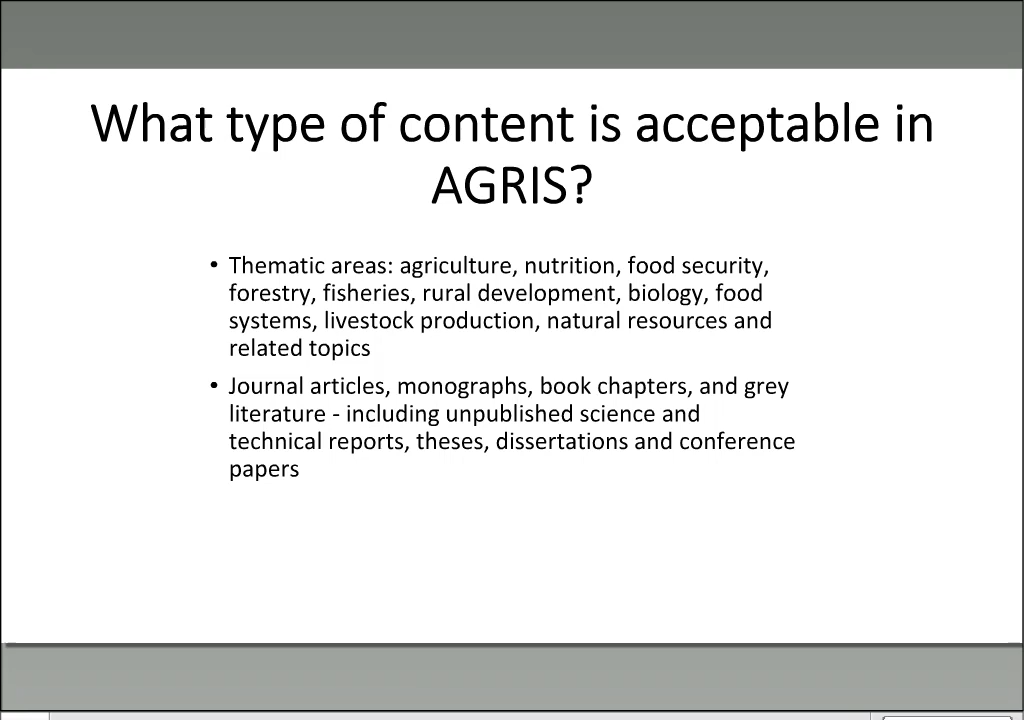 What type of content is acceptable in
AGRIS?
• Thematic areas: agriculture, nutrition, food security,
forestry, fisheries, rural development, biology, food
systems, livestock production, natural resources and
related topics
• Journal articles, monographs, book chapters, and grey
literature - including unpublished science and
technical reports, theses, dissertations and conference
papers